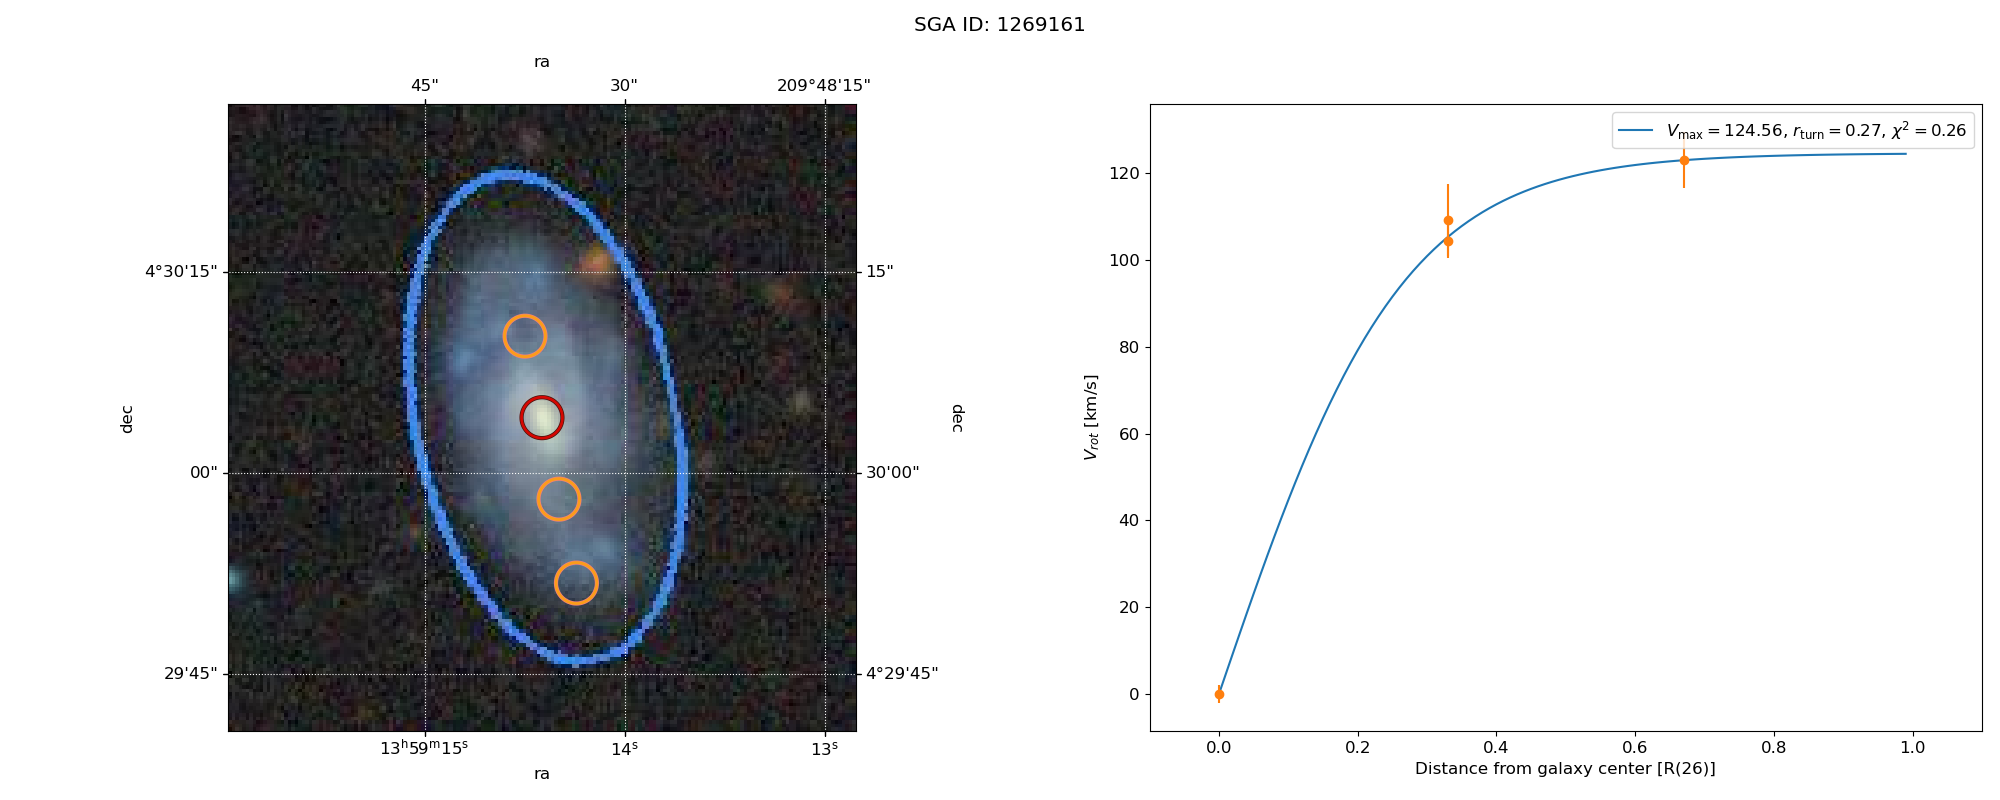 SGA ID: 1269161
ra
45" 30" 209°48'15"
4°30'15"
00"
29'45"
dec
15"
30'00"
4°29'45"
dec
13ʰ59ᵐ15ˢ 14ˢ 13ˢ
ra
V_max = 124.56, r_turn = 0.27, χ² = 0.26
120
100
80
60
40
20
0
V_rot [km/s]
0.0 0.2 0.4 0.6 0.8 1.0
Distance from galaxy center [R(26)]